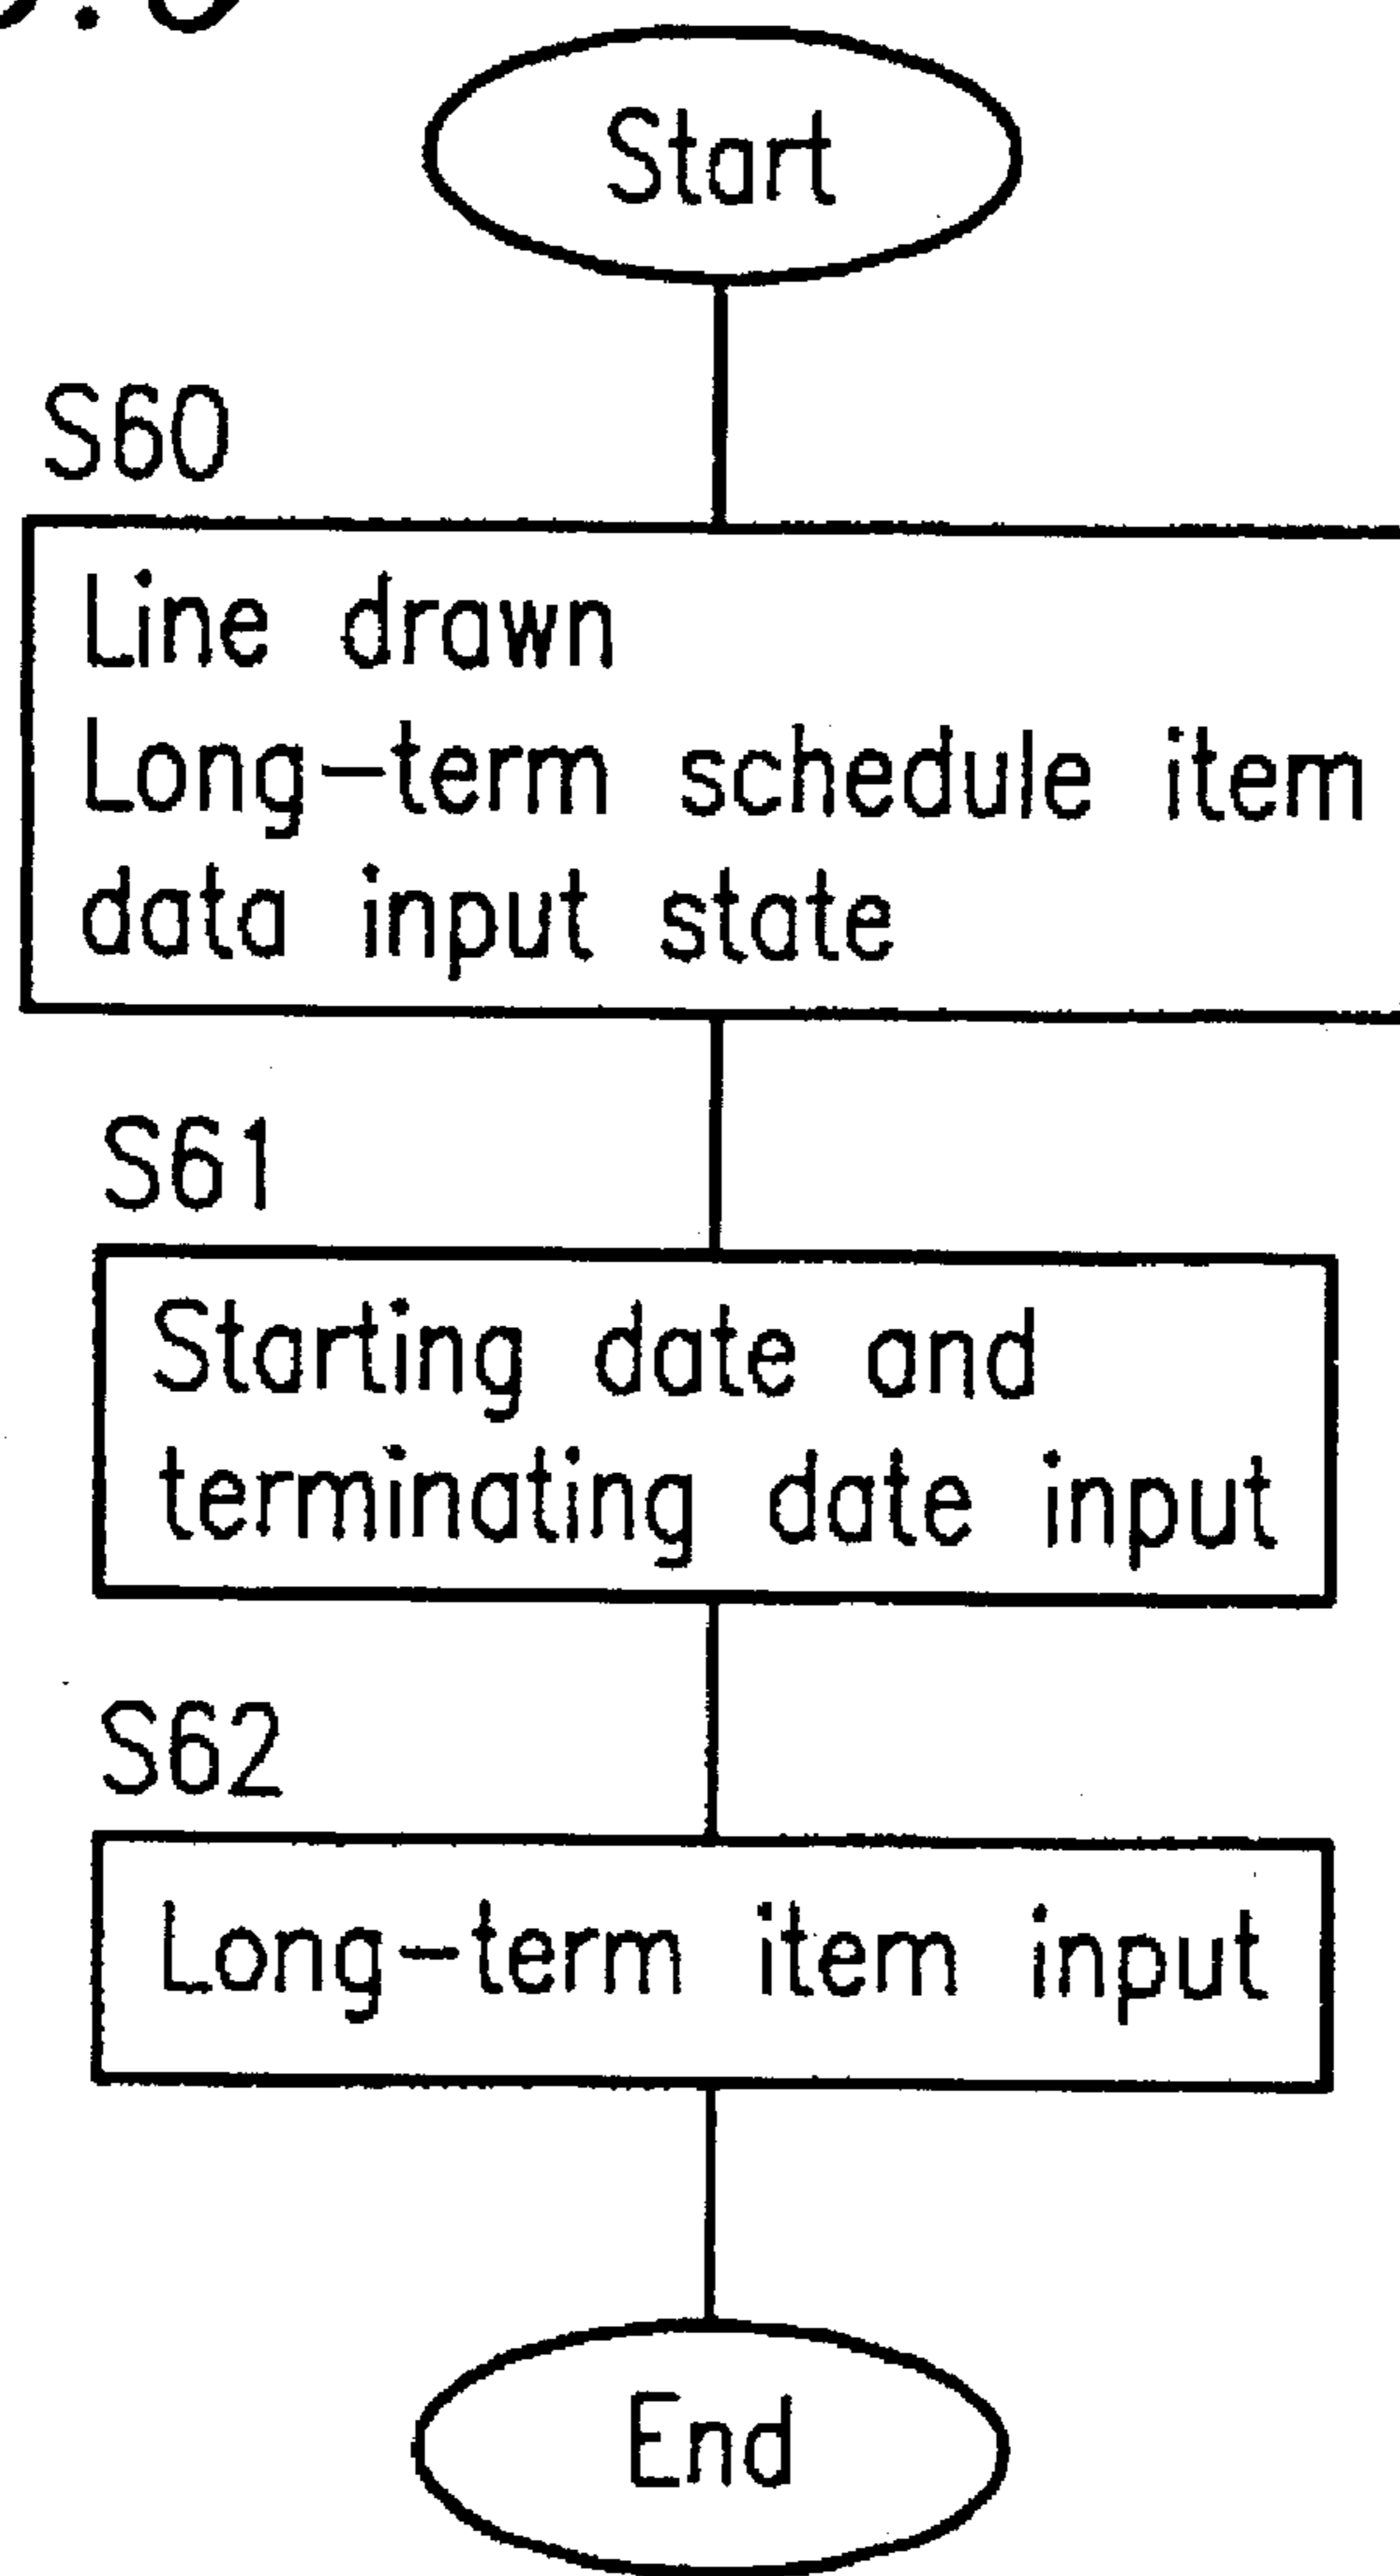 Start
S60
Line drawn
Long-term schedule item
data input state
S61
Starting date and
terminating date input
S62
Long-term item input
End